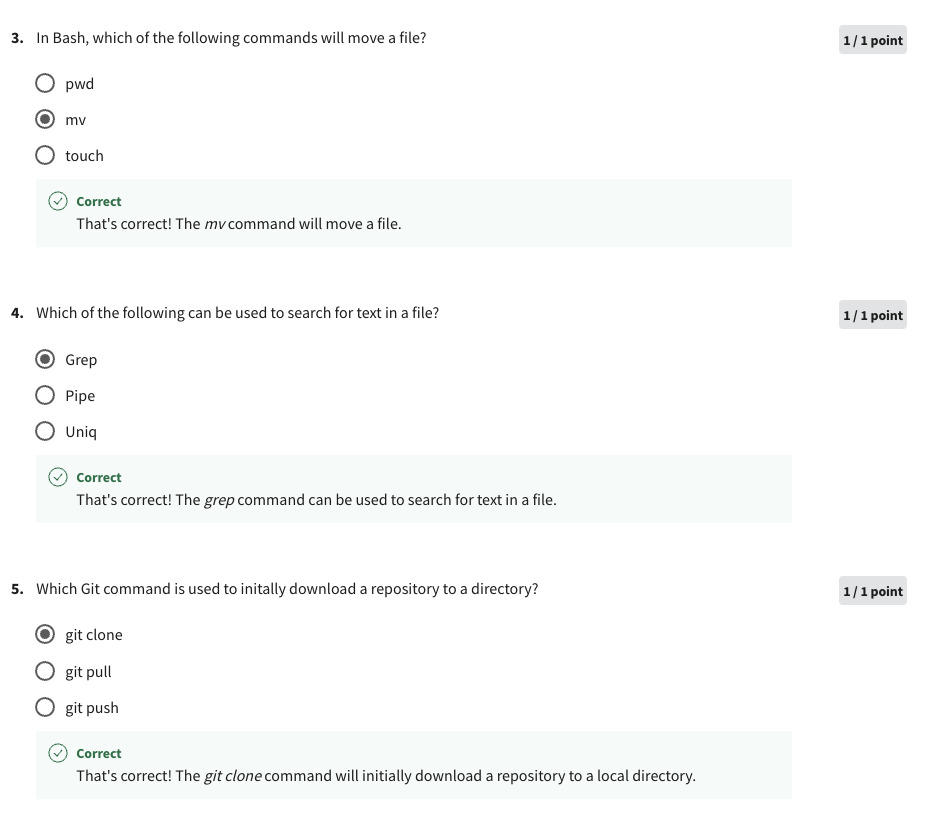 3. In Bash, which of the following commands will move a file?
1 / 1 point
pwd
mv
touch
Correct
That's correct! The mv command will move a file.
4. Which of the following can be used to search for text in a file?
1 / 1 point
Grep
Pipe
Uniq
Correct
That's correct! The grep command can be used to search for text in a file.
5. Which Git command is used to initally download a repository to a directory?
1 / 1 point
git clone
git pull
git push
Correct
That's correct! The git clone command will initially download a repository to a local directory.